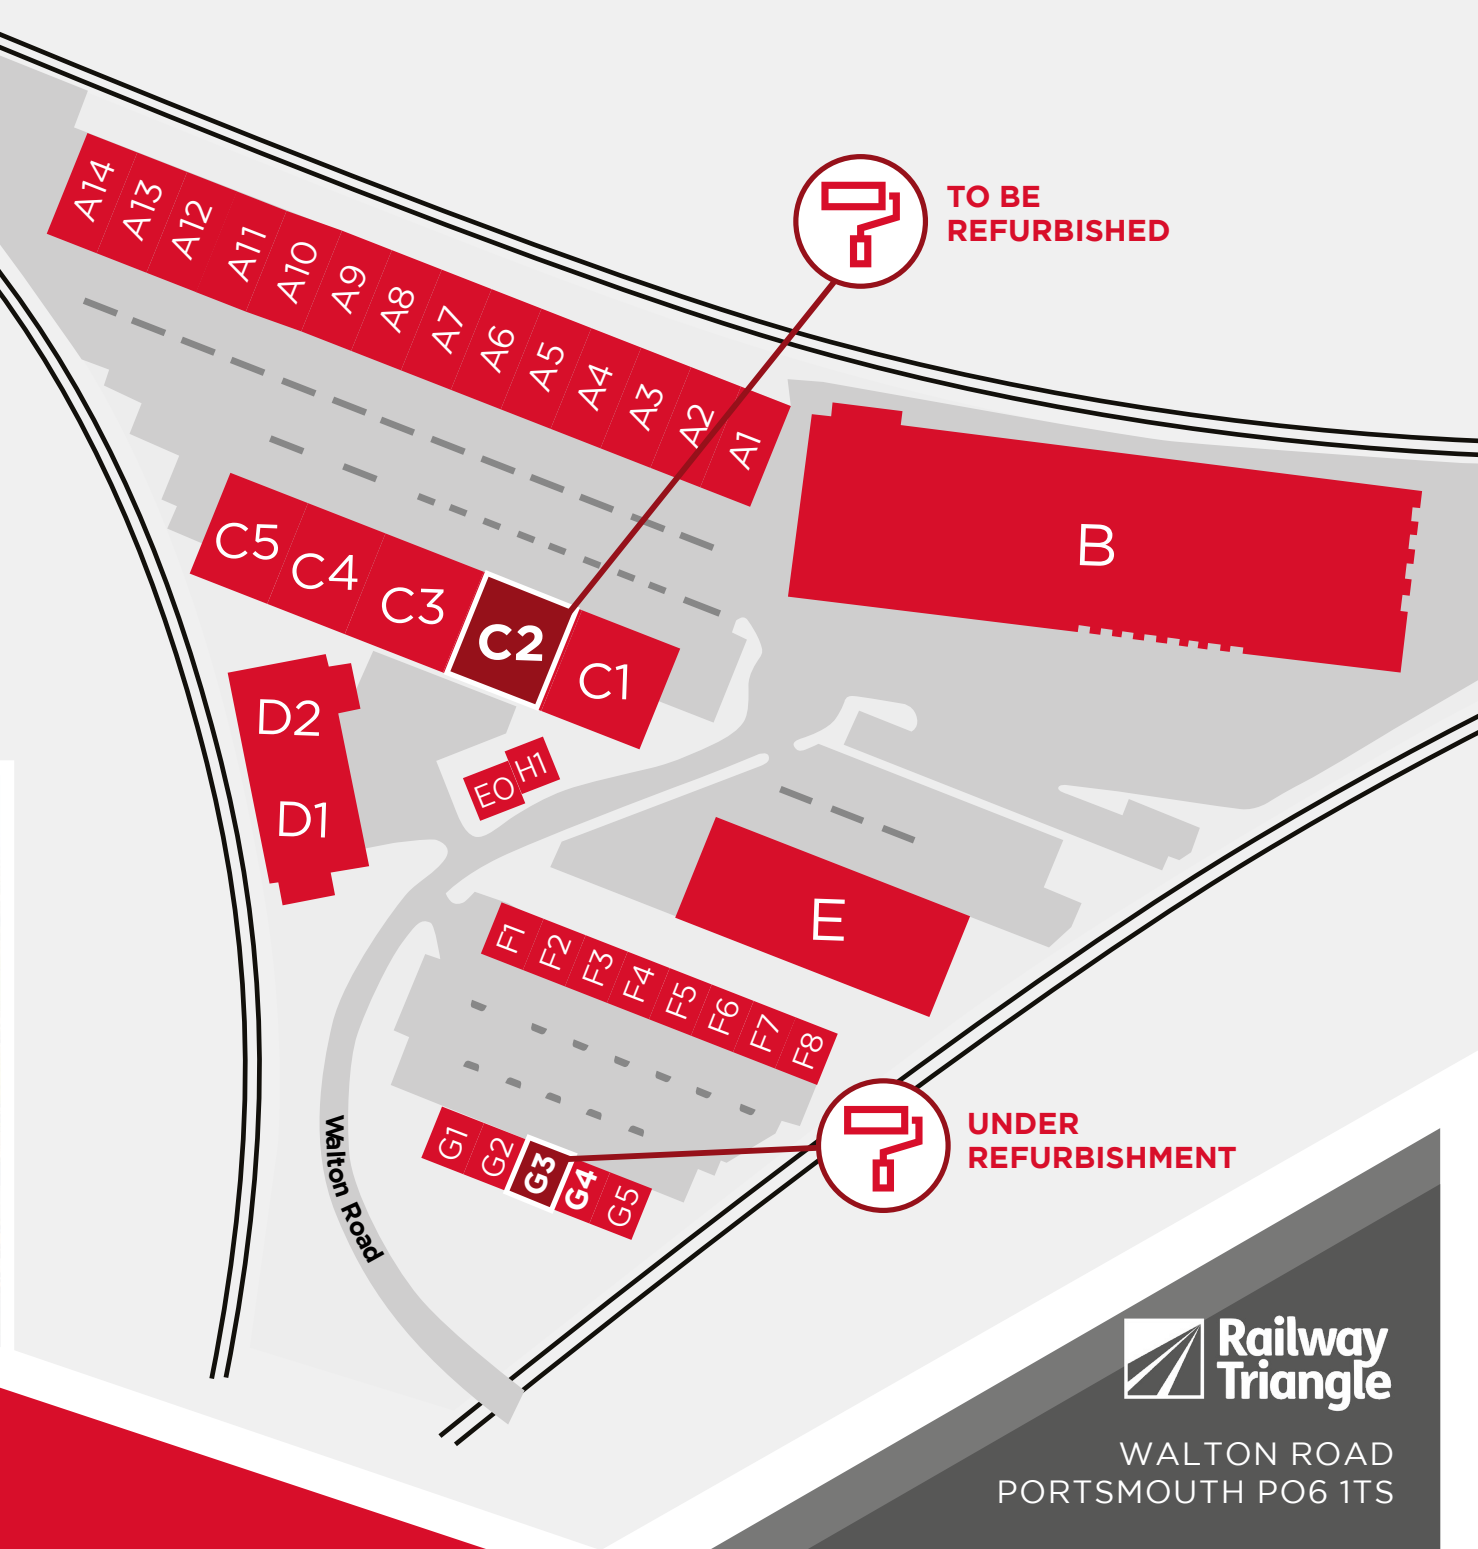 TO BE
REFURBISHED
A14
A13
A12
A11
A10
A9
A8
A7
A6
A5
A4
A3
A2
A1
B
C5
C4
C3
C2
C1
D2
D1
EO
H1
E
F1
F2
F3
F4
F5
F6
F7
F8
G1
G2
G3
G4
G5
UNDER
REFURBISHMENT
Walton Road
Railway
Triangle
WALTON ROAD
PORTSMOUTH PO6 1TS